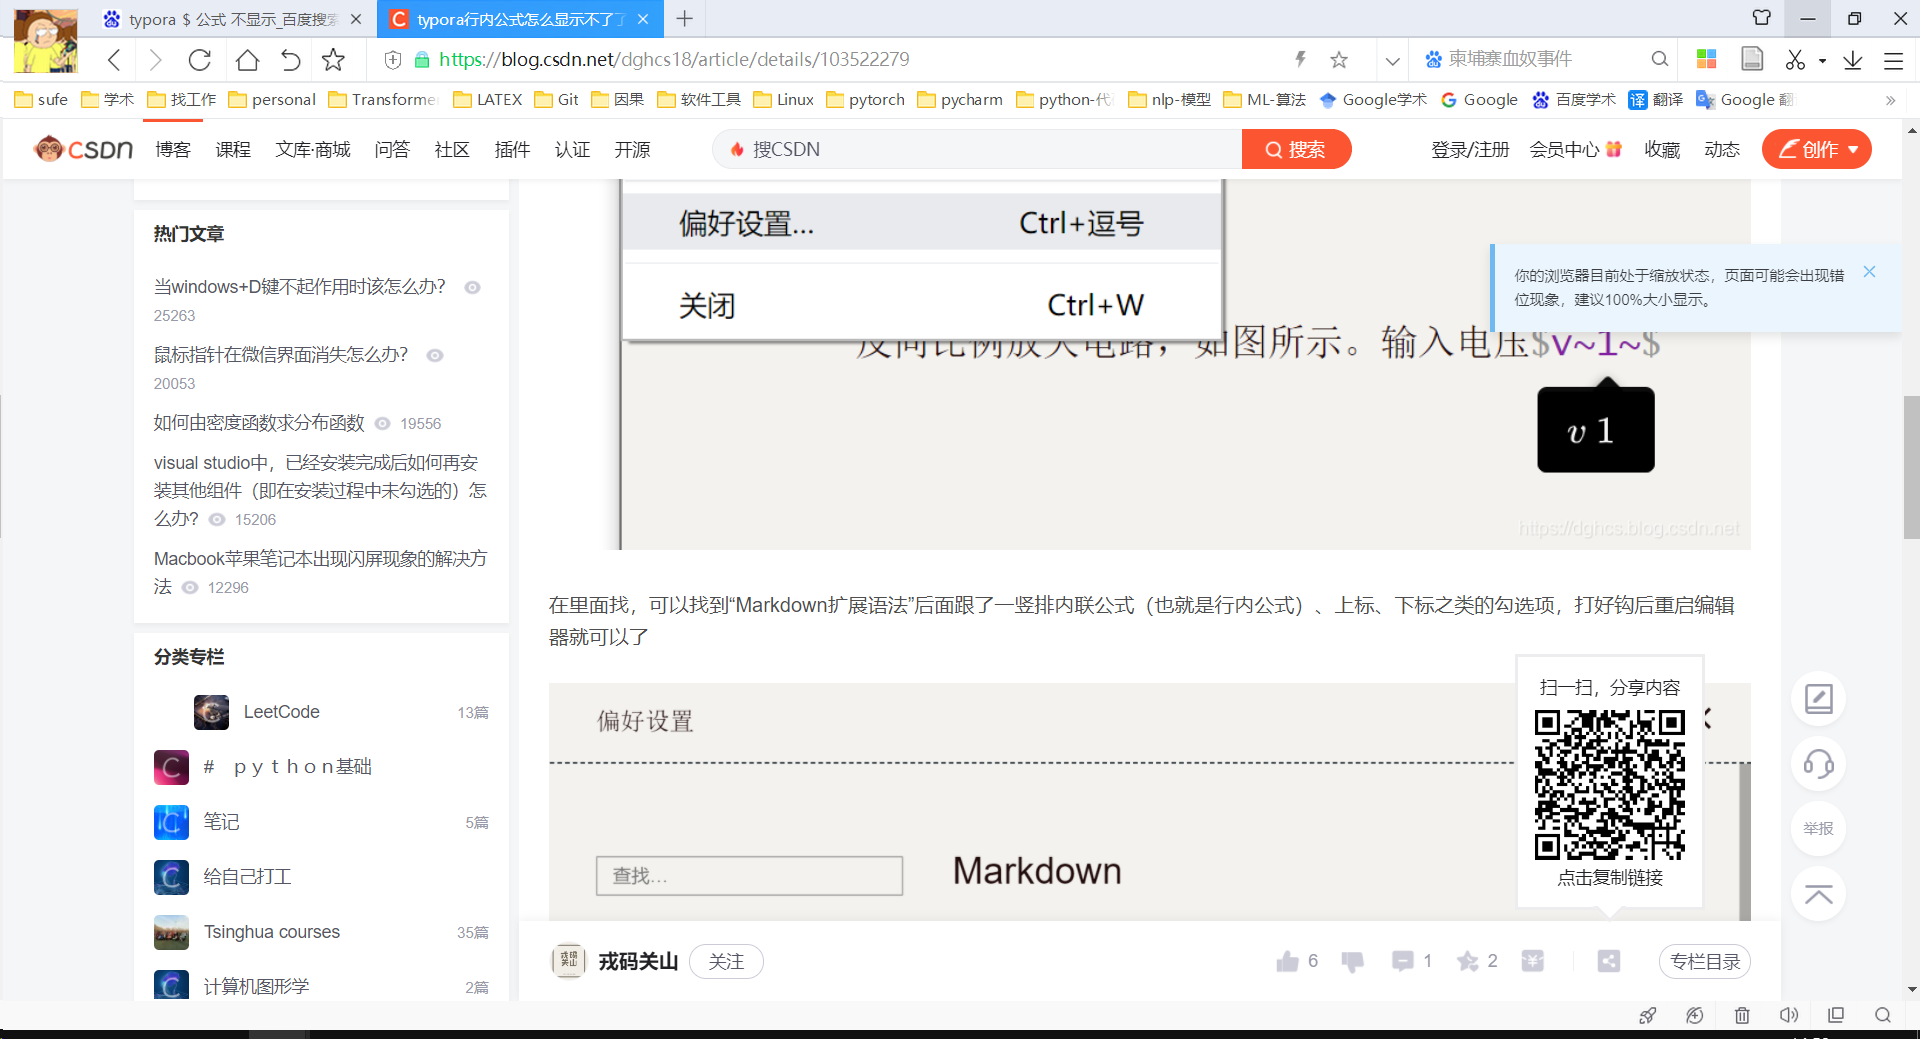 typora $ 公式 不显示_百度搜索
typora行内公式怎么显示不了了
https://blog.csdn.net/dghcs18/article/details/103522279
柬埔寨血奴事件
sufe
学术
找工作
personal
Transforme
LATEX
Git
因果
软件工具
Linux
pytorch
pycharm
python-代
nlp-模型
ML-算法
Google学术
Google
百度学术
译 翻译
Google 翻
»
CSDN
博客
课程
文库·商城
问答
社区
插件
认证
开源
搜CSDN
搜索
登录/注册
会员中心
收藏
动态
创作
热门文章
当windows+D键不起作用时该怎么办?
25263
鼠标指针在微信界面消失怎么办?
20053
如何由密度函数求分布函数 19556
visual studio中，已经安装完成后如何再安
装其他组件（即在安装过程中未勾选的）怎
么办? 15206
Macbook苹果笔记本出现闪屏现象的解决方
法 12296
分类专栏
LeetCode 13篇
# ｐｙｔｈｏｎ基础
笔记 5篇
给自己打工
Tsinghua courses 35篇
计算机图形学 2篇
偏好设置... Ctrl+逗号
关闭 Ctrl+W
反向比例放大电路，如图所示。输入电压$v~1~$
v 1
https://dghcs.blog.csdn.net
你的浏览器目前处于缩放状态，页面可能会出现错
位现象，建议100%大小显示。
在里面找，可以找到“Markdown扩展语法”后面跟了一竖排内联公式（也就是行内公式）、上标、下标之类的勾选项，打好钩后重启编辑
器就可以了
偏好设置
查找...
Markdown
扫一扫，分享内容
点击复制链接
举报
戎码关山
关注
6
1
2
专栏目录